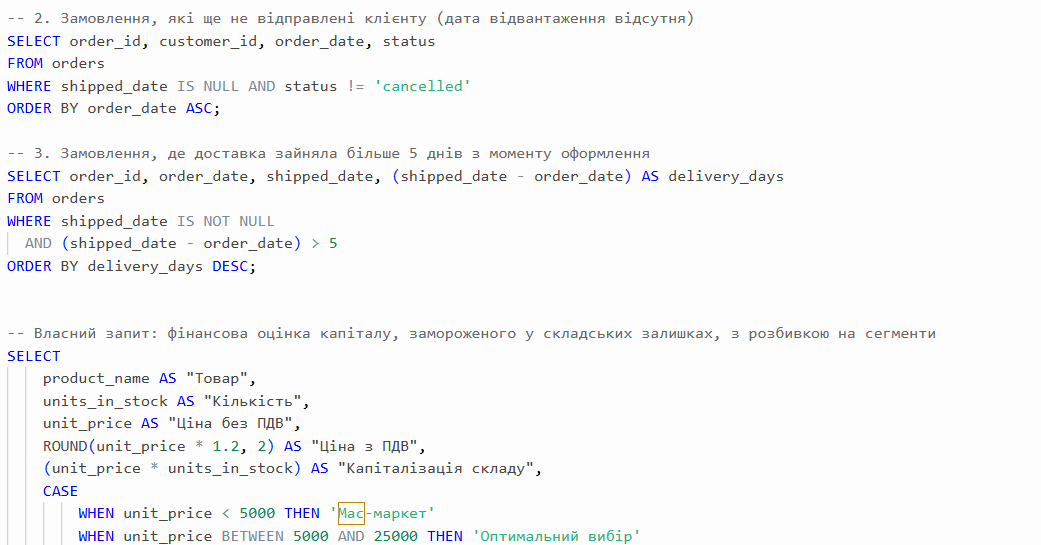 -- 2. Замовлення, які ще не відправлені клієнту (дата відвантаження відсутня)
SELECT order_id, customer_id, order_date, status
FROM orders
WHERE shipped_date IS NULL AND status != 'cancelled'
ORDER BY order_date ASC;
-- 3. Замовлення, де доставка зайняла більше 5 днів з моменту оформлення
SELECT order_id, order_date, shipped_date, (shipped_date - order_date) AS delivery_days
FROM orders
WHERE shipped_date IS NOT NULL
AND (shipped_date - order_date) > 5
ORDER BY delivery_days DESC;
-- Власний запит: фінансова оцінка капіталу, замороженого у складських залишках, з розбивкою на сегменти
SELECT
product_name AS "Товар",
units_in_stock AS "Кількість",
unit_price AS "Ціна без ПДВ",
ROUND(unit_price * 1.2, 2) AS "Ціна з ПДВ",
(unit_price * units_in_stock) AS "Капіталізація складу",
CASE
WHEN unit_price < 5000 THEN 'Мас-маркет'
WHEN unit_price BETWEEN 5000 AND 25000 THEN 'Оптимальний вибір'